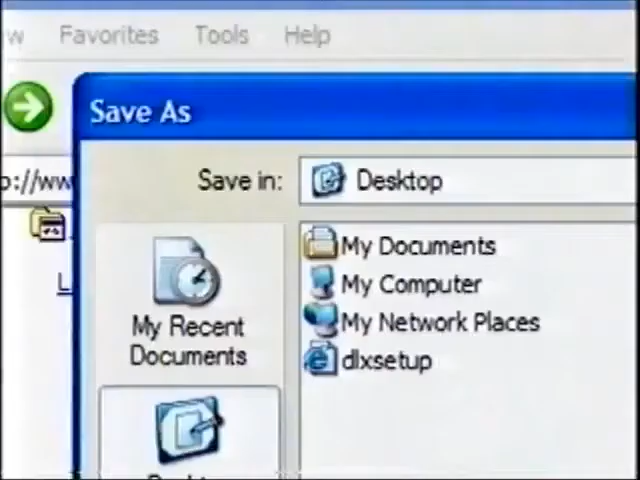 w Favorites Tools Help
Save As
p://ww
Save in: Desktop
My Documents
My Computer
My Network Places
dlxsetup
My Recent
Documents
L